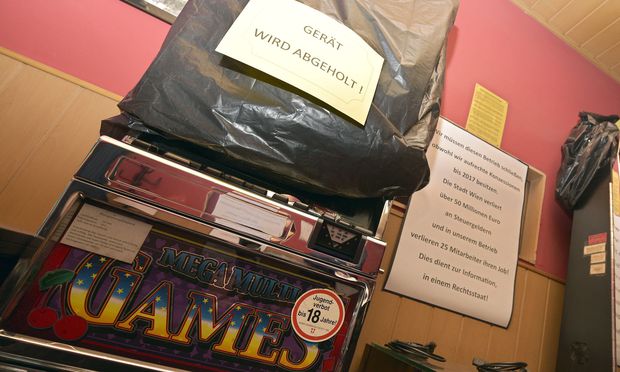 GERÄT
WIRD ABGEHOLT !
Wir müssen diesen Betrieb schließen,
obwohl wir aufrechte Konzessionen
bis 2017 besitzen.
Die Stadt Wien verliert
über 50 Millionen Euro
an Steuergeldern
und in unserem Betrieb
verlieren 25 Mitarbeiter ihren Job!
Dies dient zur Information,
in einem Rechtsstaat!
MEGA MULTI
GAMES
Jugend-
verbot
bis
18 Jahre!